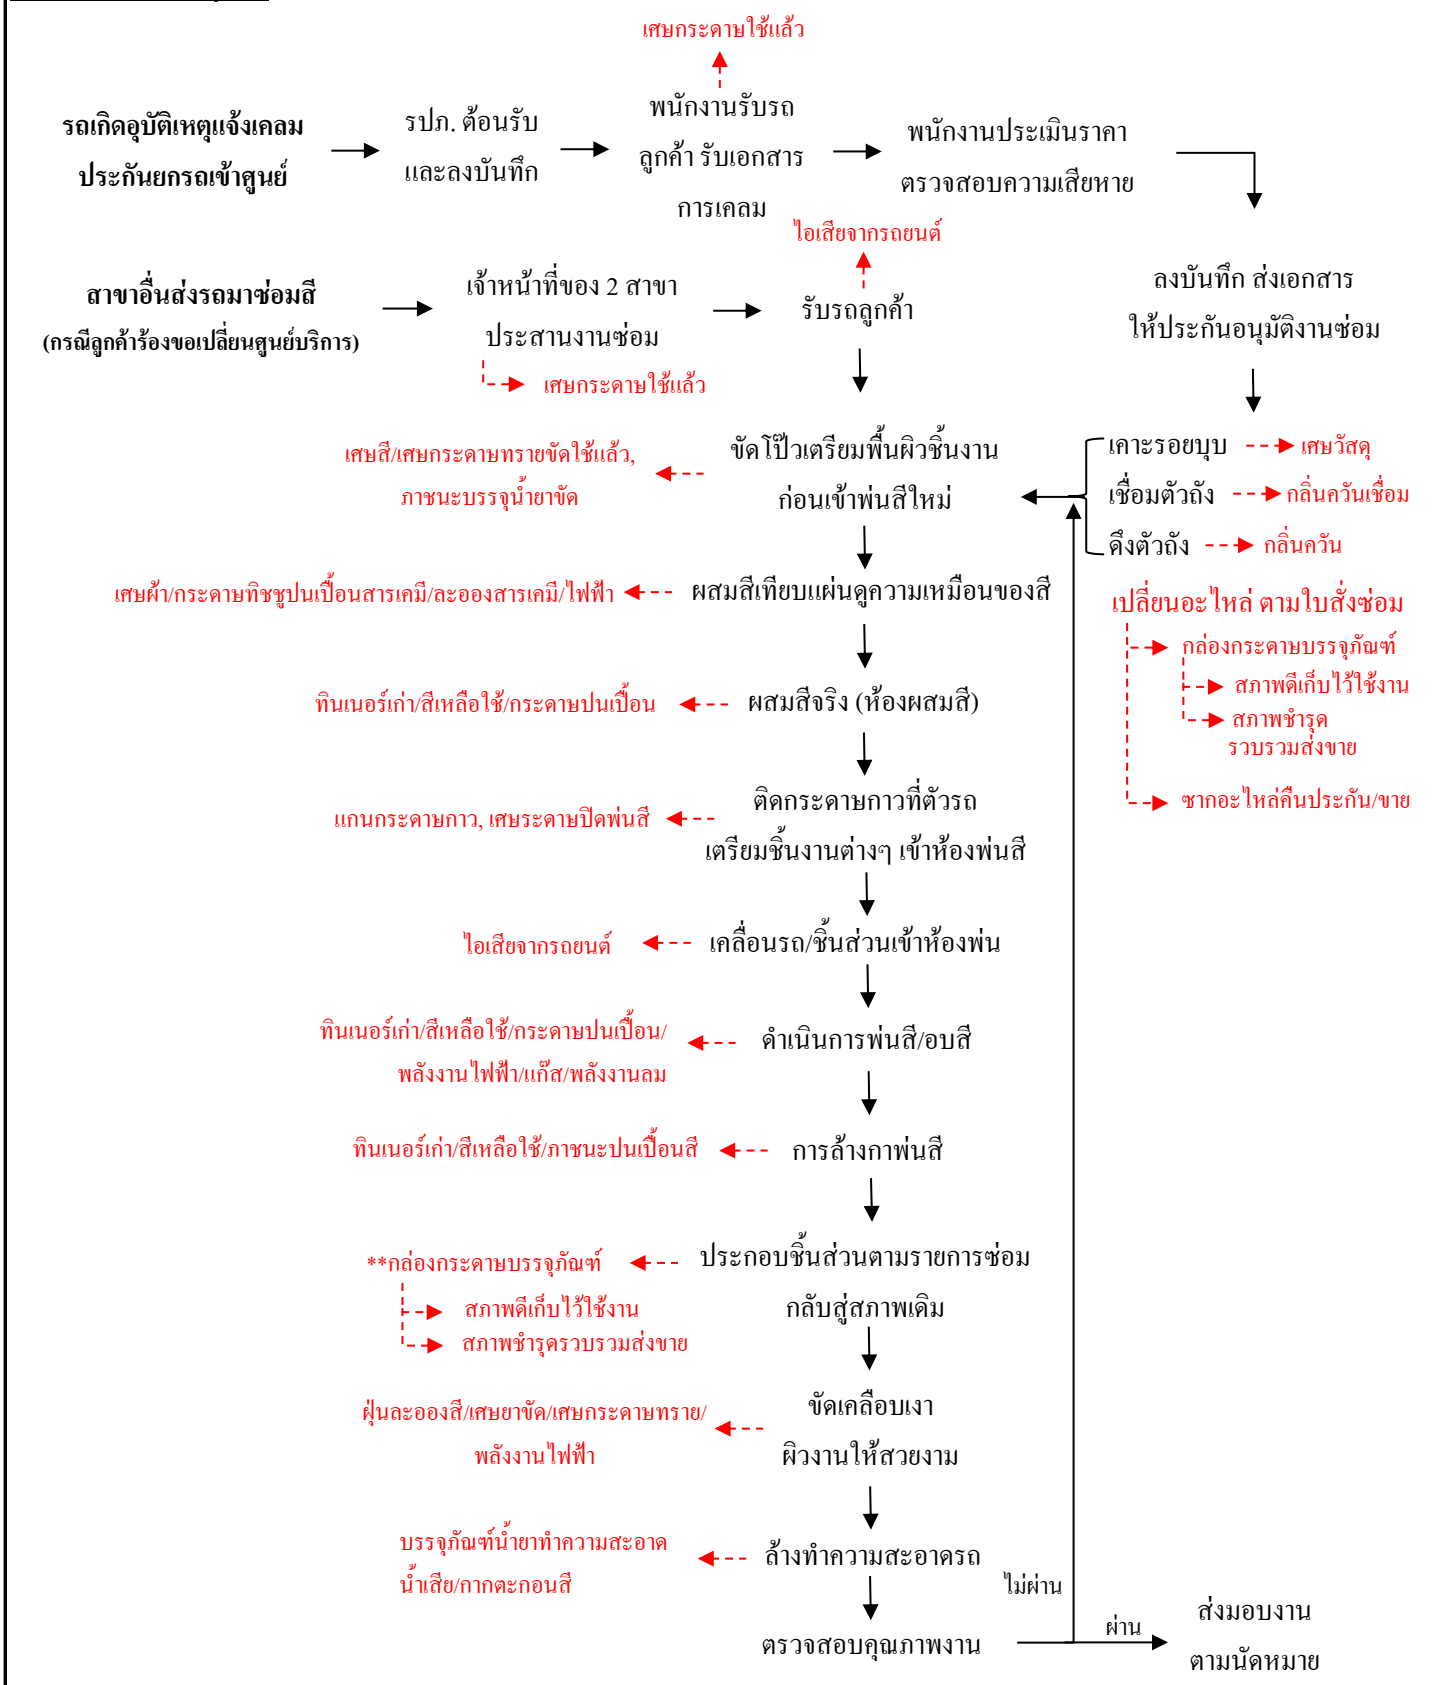 เศษกระดาษใช้แล้ว
รถเกิดอุบัติเหตุแจ้งเคลม
ประกันยกรถเข้าศูนย์
รปภ. ต้อนรับ
และลงบันทึก
พนักงานรับรถ
ลูกค้า รับเอกสาร
การเคลม
พนักงานประเมินราคา
ตรวจสอบความเสียหาย
ไอเสียจากรถยนต์
สาขาอื่นส่งรถมาซ่อมสี
(กรณีลูกค้าร้องขอเปลี่ยนศูนย์บริการ)
เจ้าหน้าที่ของ 2 สาขา
ประสานงานซ่อม
เศษกระดาษใช้แล้ว
รับรถลูกค้า
ลงบันทึก ส่งเอกสาร
ให้ประกันอนุมัติงานซ่อม
เศษสี/เศษกระดาษทรายขัดใช้แล้ว,
ภาชนะบรรจุน้ำยาขัด
ขัดโป๊วเตรียมพื้นผิวชิ้นงาน
ก่อนเข้าพ่นสีใหม่
เคาะรอยบุบ
เศษวัสดุ
เชื่อมตัวถัง
กลิ่นควันเชื่อม
ดึงตัวถัง
กลิ่นควัน
เศษผ้า/กระดาษทิชชูปนเปื้อนสารเคมี/ละอองสารเคมี/ไฟฟ้า
ผสมสีเทียบแผ่นดูความเหมือนของสี
เปลี่ยนอะไหล่ ตามใบสั่งซ่อม
กล่องกระดาษบรรจุภัณฑ์
สภาพดีเก็บไว้ใช้งาน
สภาพชำรุด
รวบรวมส่งขาย
ซากอะไหล่คืนประกัน/ขาย
ทินเนอร์เก่า/สีเหลือใช้/กระดาษปนเปื้อน
ผสมสีจริง (ห้องผสมสี)
แกนกระดาษกาว, เศษระดาษปิดพ่นสี
ติดกระดาษกาวที่ตัวรถ
เตรียมชิ้นงานต่างๆ เข้าห้องพ่นสี
ไอเสียจากรถยนต์
เคลื่อนรถ/ชิ้นส่วนเข้าห้องพ่น
ทินเนอร์เก่า/สีเหลือใช้/กระดาษปนเปื้อน/
พลังงานไฟฟ้า/แก๊ส/พลังงานลม
ดำเนินการพ่นสี/อบสี
ทินเนอร์เก่า/สีเหลือใช้/ภาชนะปนเปื้อนสี
การล้างกาพ่นสี
**กล่องกระดาษบรรจุภัณฑ์
สภาพดีเก็บไว้ใช้งาน
สภาพชำรุดรวบรวมส่งขาย
ประกอบชิ้นส่วนตามรายการซ่อม
กลับสู่สภาพเดิม
ฝุ่นละอองสี/เศษยาขัด/เศษกระดาษทราย/
พลังงานไฟฟ้า
ขัดเคลือบเงา
ผิวงานให้สวยงาม
บรรจุภัณฑ์น้ำยาทำความสะอาด
น้ำเสีย/กากตะกอนสี
ล้างทำความสะอาดรถ
ไม่ผ่าน
ตรวจสอบคุณภาพงาน
ผ่าน
ส่งมอบงาน
ตามนัดหมาย